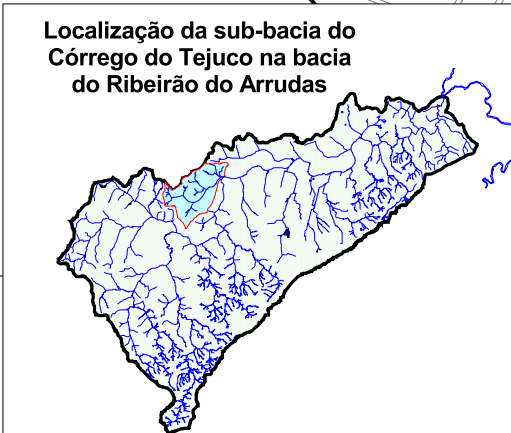 Localização da sub-bacia do
Córrego do Tejuco na bacia
do Ribeirão do Arrudas